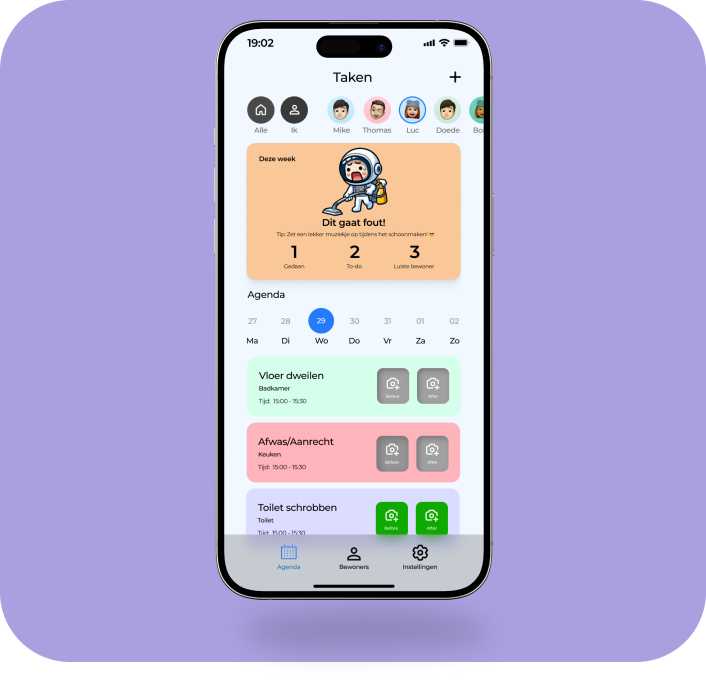 19:02
Taken
+
Alle Ik Mike Thomas Luc Doede
Deze week
Dit gaat fout!
Tip: Zet een lekker muziekje op tijdens het schoonmaken! 😎
1 2 3
Gedaan To-do Luiste bewoner
Agenda
27 28 29 30 31 01 02
Ma Di Wo Do Vr Za Zo
Vloer dweilen
Badkamer
Tijd: 15:00 - 15:30
Before After
Afwas/Aanrecht
Keuken
Tijd: 15:00 - 15:30
Before After
Toilet schrobben
Toilet
Tijd: 15:00 - 15:30
Before After
Agenda Bewoners Instellingen